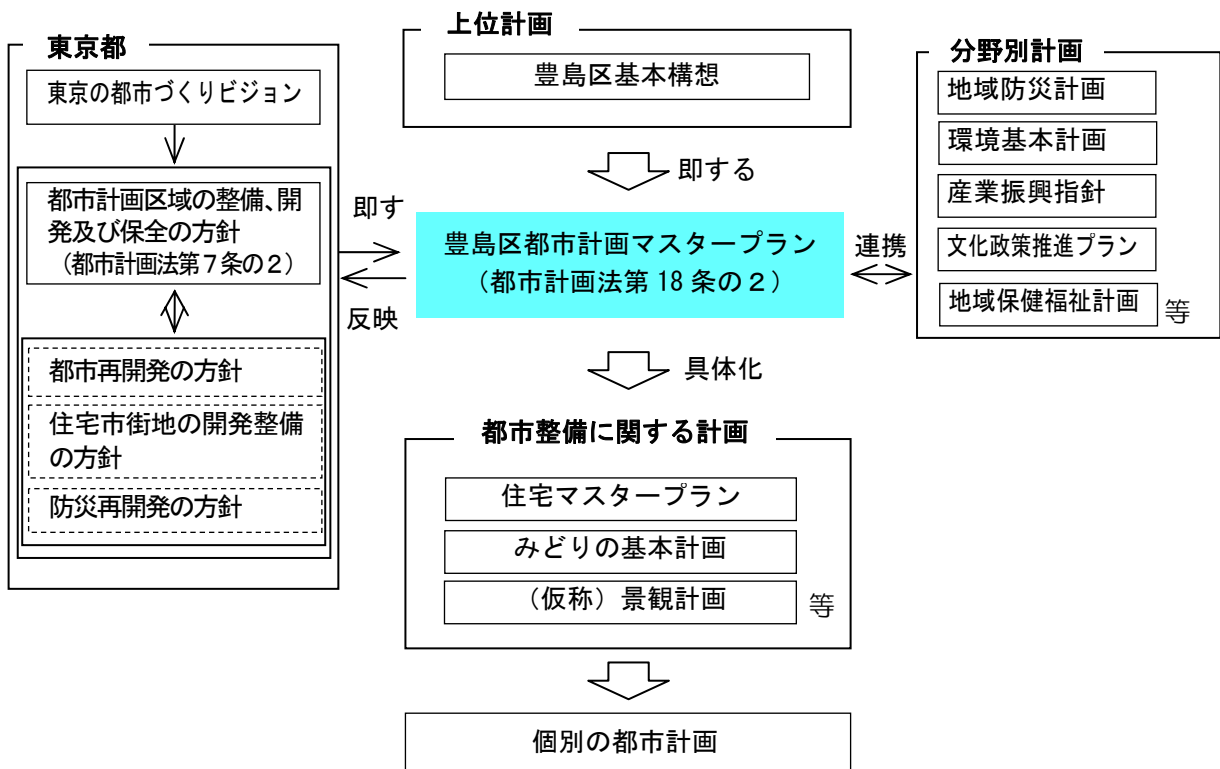 東京都
東京の都市づくりビジョン
都市計画区域の整備、開
発及び保全の方針
（都市計画法第７条の２）
都市再開発の方針
住宅市街地の開発整備
の方針
防災再開発の方針
即す
反映
上位計画
豊島区基本構想
即する
豊島区都市計画マスタープラン
（都市計画法第 18 条の２）
具体化
都市整備に関する計画
住宅マスタープラン
みどりの基本計画
（仮称）景観計画
等
個別の都市計画
連携
分野別計画
地域防災計画
環境基本計画
産業振興指針
文化政策推進プラン
地域保健福祉計画
等